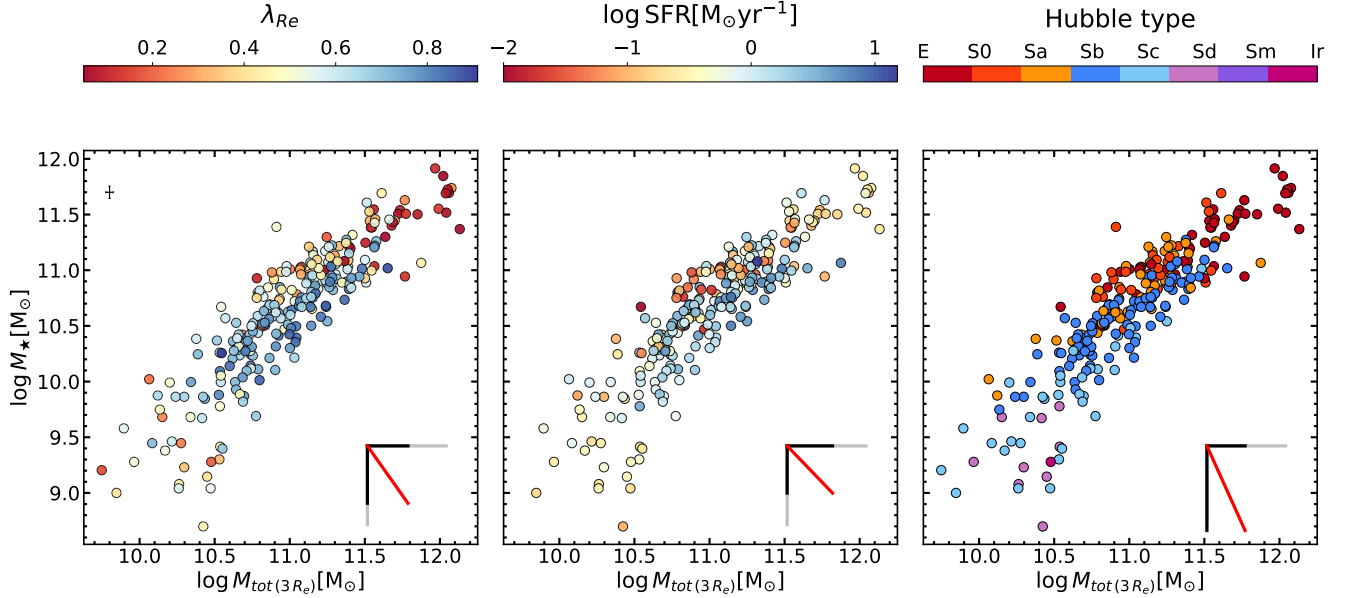 λ_Re
log SFR[M⊙yr⁻¹]
Hubble type
0.2 0.4 0.6 0.8
−2 −1 0 1
E S0 Sa Sb Sc Sd Sm Ir
12.0
11.5
11.0
10.5
10.0
9.5
9.0
log M★[M⊙]
10.0 10.5 11.0 11.5 12.0
10.0 10.5 11.0 11.5 12.0
10.0 10.5 11.0 11.5 12.0
log M_tot(3 R_e)[M⊙]
log M_tot(3 R_e)[M⊙]
log M_tot(3 R_e)[M⊙]